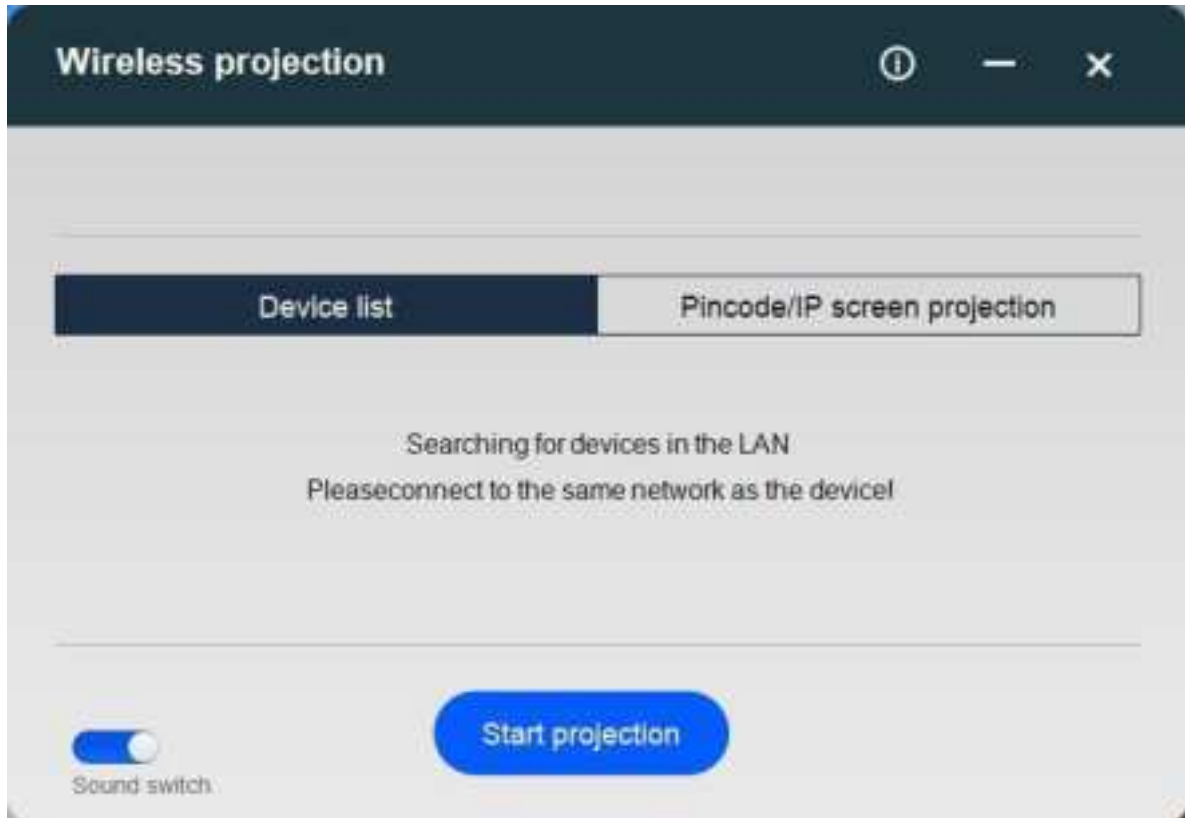 Wireless projection
Device list
Pincode/IP screen projection
Searching for devices in the LAN
Pleaseconnect to the same network as the device!
Start projection
Sound switch